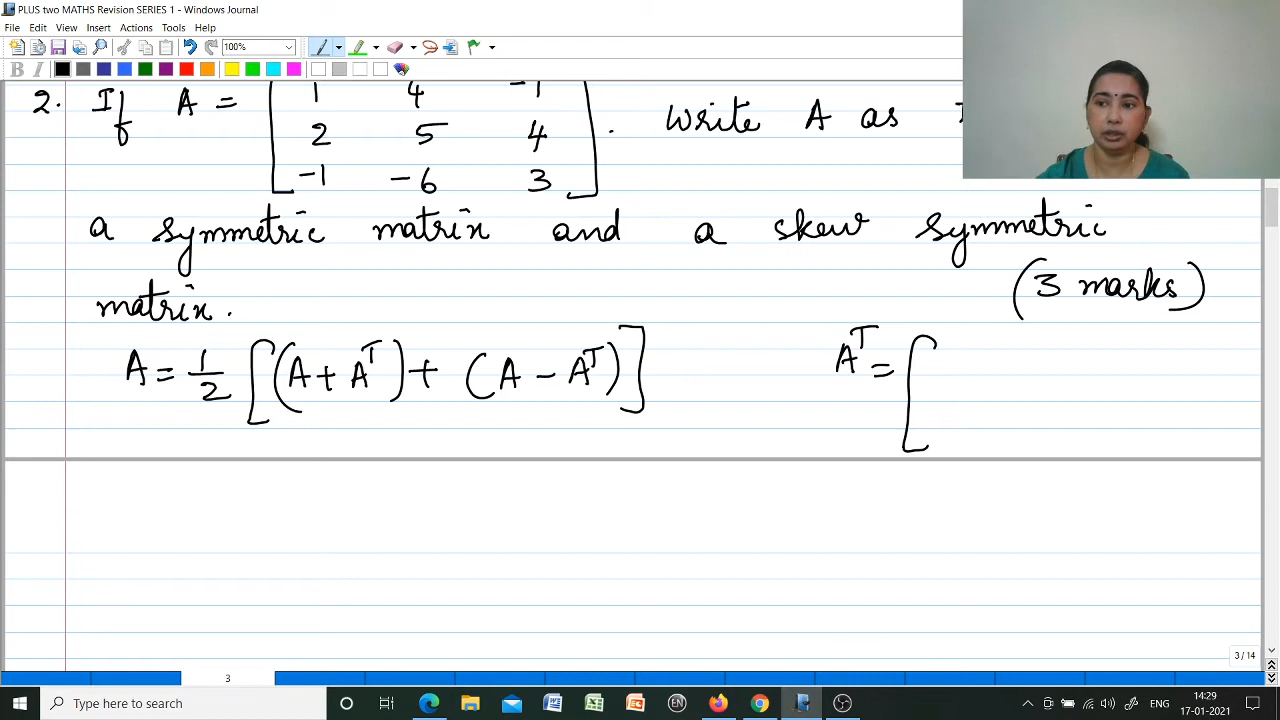 PLUS two MATHS Revision SERIES 1 - Windows Journal
File Edit View Insert Actions Tools Help
100%
B I
2. If A = [ 1 4 -1
2 5 4 . Write A as
-1 -6 3 ]
a symmetric matrix and a skew symmetric
matrix. (3 marks)
A = 1/2 [(A + A^T) + (A - A^T)] A^T = [
3 / 14
3
Type here to search
ENG
14:29
17-01-2021